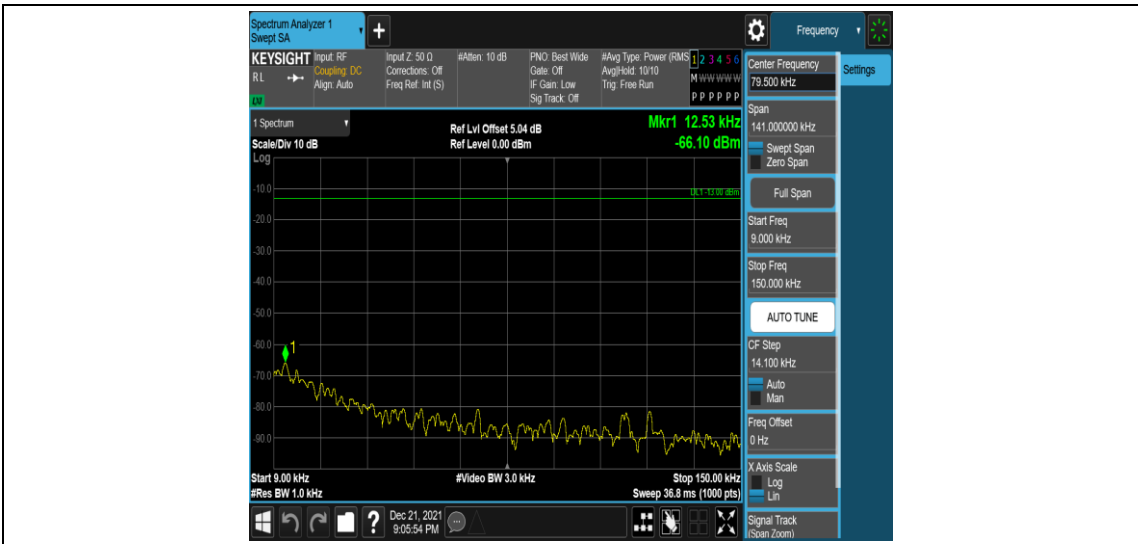 Spectrum Analyzer 1
Swept SA
+
Frequency
KEYSIGHT
RL
LXI
Input: RF
Coupling: DC
Align: Auto
Input Z: 50 Ω
Corrections: Off
Freq Ref: Int (S)
#Atten: 10 dB
PNO: Best Wide
Gate: Off
IF Gain: Low
Sig Track: Off
#Avg Type: Power (RMS
Avg|Hold: 10/10
Trig: Free Run
1 2 3 4 5 6
M W W W W W
P P P P P P
1 Spectrum
Scale/Div 10 dB
Log
Ref Lvl Offset 5.04 dB
Ref Level 0.00 dBm
Mkr1 12.53 kHz
-66.10 dBm
DL1 -13.00 dBm
-10.0
-20.0
-30.0
-40.0
-50.0
-60.0
-70.0
-80.0
-90.0
1
Start 9.00 kHz
#Res BW 1.0 kHz
#Video BW 3.0 kHz
Stop 150.00 kHz
Sweep 36.8 ms (1000 pts)
?
Dec 21, 2021
9:05:54 PM
Center Frequency
79.500 kHz
Settings
Span
141.000000 kHz
Swept Span
Zero Span
Full Span
Start Freq
9.000 kHz
Stop Freq
150.000 kHz
AUTO TUNE
CF Step
14.100 kHz
Auto
Man
Freq Offset
0 Hz
X Axis Scale
Log
Lin
Signal Track
(Span Zoom)